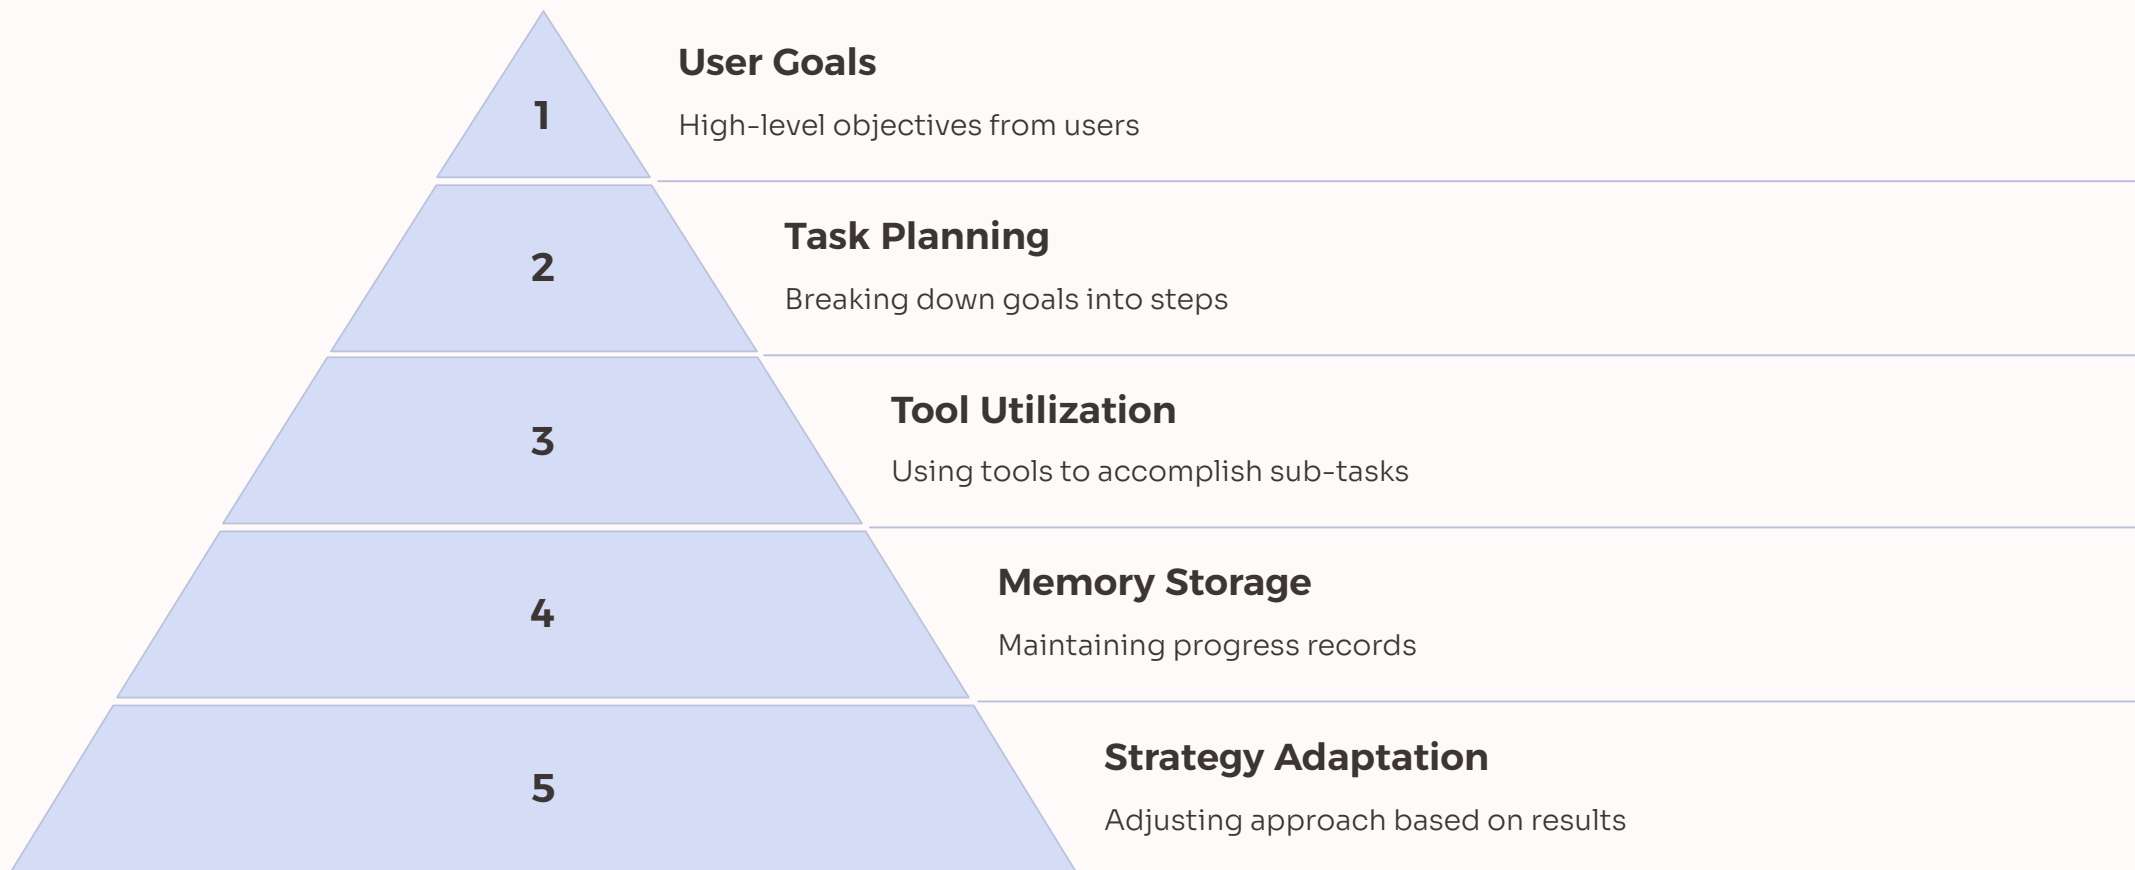 1
User Goals
High-level objectives from users
2
Task Planning
Breaking down goals into steps
3
Tool Utilization
Using tools to accomplish sub-tasks
4
Memory Storage
Maintaining progress records
5
Strategy Adaptation
Adjusting approach based on results